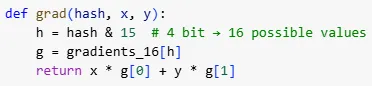 def grad(hash, x, y):
    h = hash & 15  # 4 bit → 16 possible values
    g = gradients_16[h]
    return x * g[0] + y * g[1]